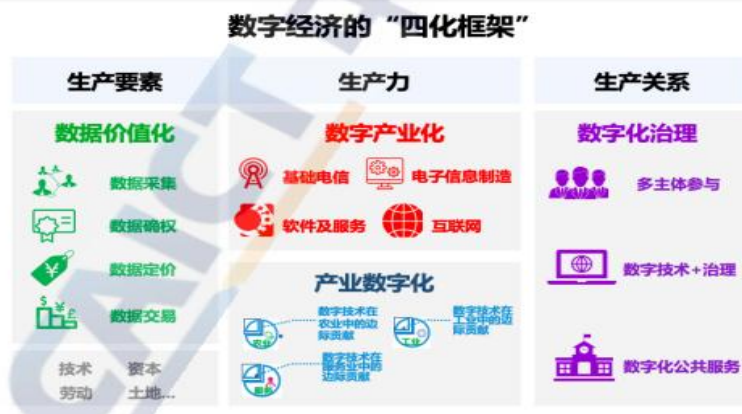 数字经济的“四化框架”
生产要素
数据价值化
数据采集
数据确权
数据定价
数据交易
技术 资本
劳动 土地...
生产力
数字产业化
基础电信 电子信息制造
软件及服务 互联网
产业数字化
数字技术在
农业中的边
际贡献
农业
数字技术在
工业中的边
际贡献
工业
数字技术在
服务业中的
边际贡献
服务
生产关系
数字化治理
多主体参与
数字技术+治理
数字化公共服务
CAICT